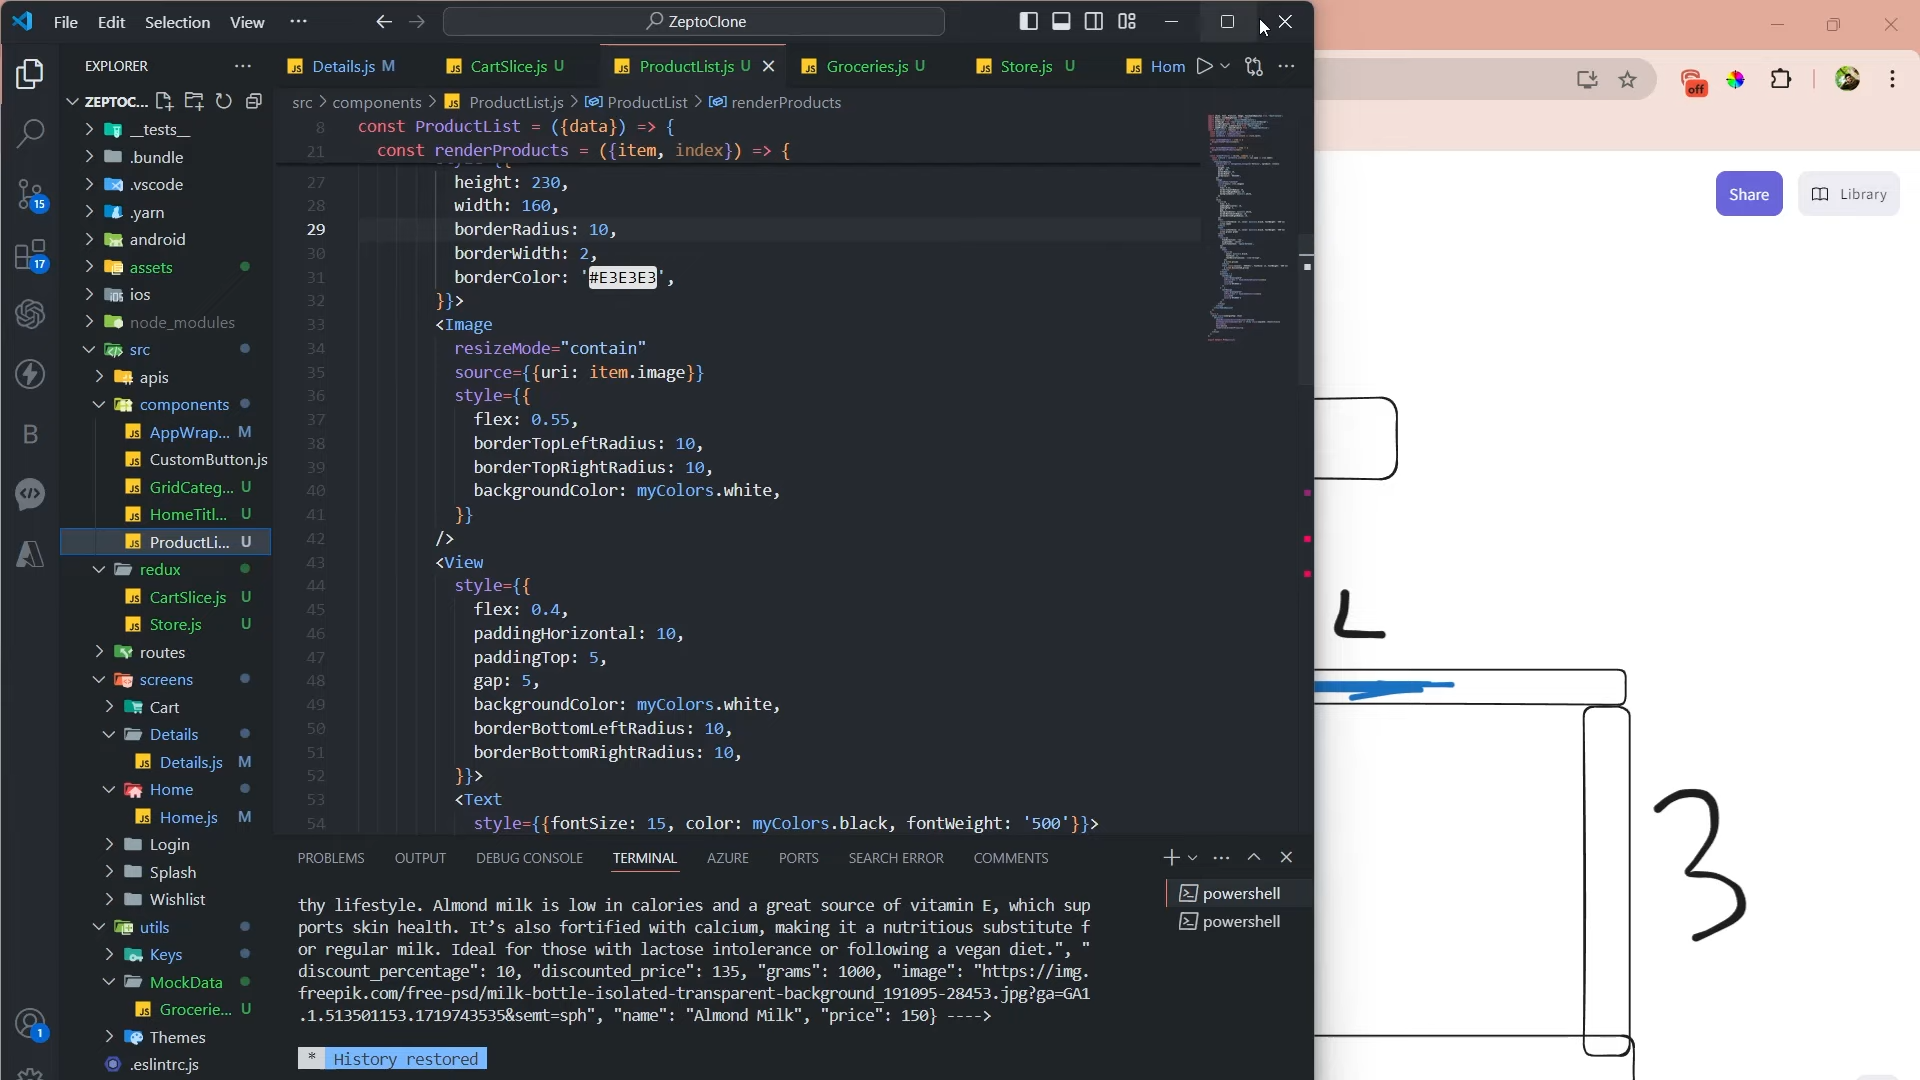 File Edit Selection View ZeptoClone
EXPLORER
Details.js M CartSlice.js U ProductList.js U Groceries.js U Store.js U Hom
ZEPTOC...
src > components > ProductList.js > ProductList > renderProducts
8 const ProductList = ({data}) => {
21 const renderProducts = ({item, index}) => {
27 height: 230,
28 width: 160,
29 borderRadius: 10,
30 borderWidth: 2,
31 borderColor: '#E3E3E3',
32 }}>
33 <Image
34 resizeMode="contain"
35 source={{uri: item.image}}
36 style={{
37 flex: 0.55,
38 borderTopLeftRadius: 10,
39 borderTopRightRadius: 10,
40 backgroundColor: myColors.white,
41 }}
42 />
43 <View
44 style={{
45 flex: 0.4,
46 paddingHorizontal: 10,
47 paddingTop: 5,
48 gap: 5,
49 backgroundColor: myColors.white,
50 borderBottomLeftRadius: 10,
51 borderBottomRightRadius: 10,
52 }}>
53 <Text
54 style={{fontSize: 15, color: myColors.black, fontWeight: '500'}}>
__tests__
.bundle
.vscode
.yarn
android
assets
ios
node_modules
src
apis
components
AppWrap... M
CustomButton.js
GridCateg... U
HomeTitl... U
ProductLi... U
redux
CartSlice.js U
Store.js U
routes
screens
Cart
Details
Details.js M
Home
Home.js M
Login
Splash
Wishlist
utils
Keys
MockData
Grocerie... U
Themes
.eslintrc.js
15
17
B
1
PROBLEMS OUTPUT DEBUG CONSOLE TERMINAL AZURE PORTS SEARCH ERROR COMMENTS
powershell
powershell
thy lifestyle. Almond milk is low in calories and a great source of vitamin E, which sup
ports skin health. It’s also fortified with calcium, making it a nutritious substitute f
or regular milk. Ideal for those with lactose intolerance or following a vegan diet.", "
discount_percentage": 10, "discounted_price": 135, "grams": 1000, "image": "https://img.
freepik.com/free-psd/milk-bottle-isolated-transparent-background_191095-28453.jpg?ga=GA1
.1.513501153.1719743535&semt=sph", "name": "Almond Milk", "price": 150} ---->
* History restored
off
Share Library
3